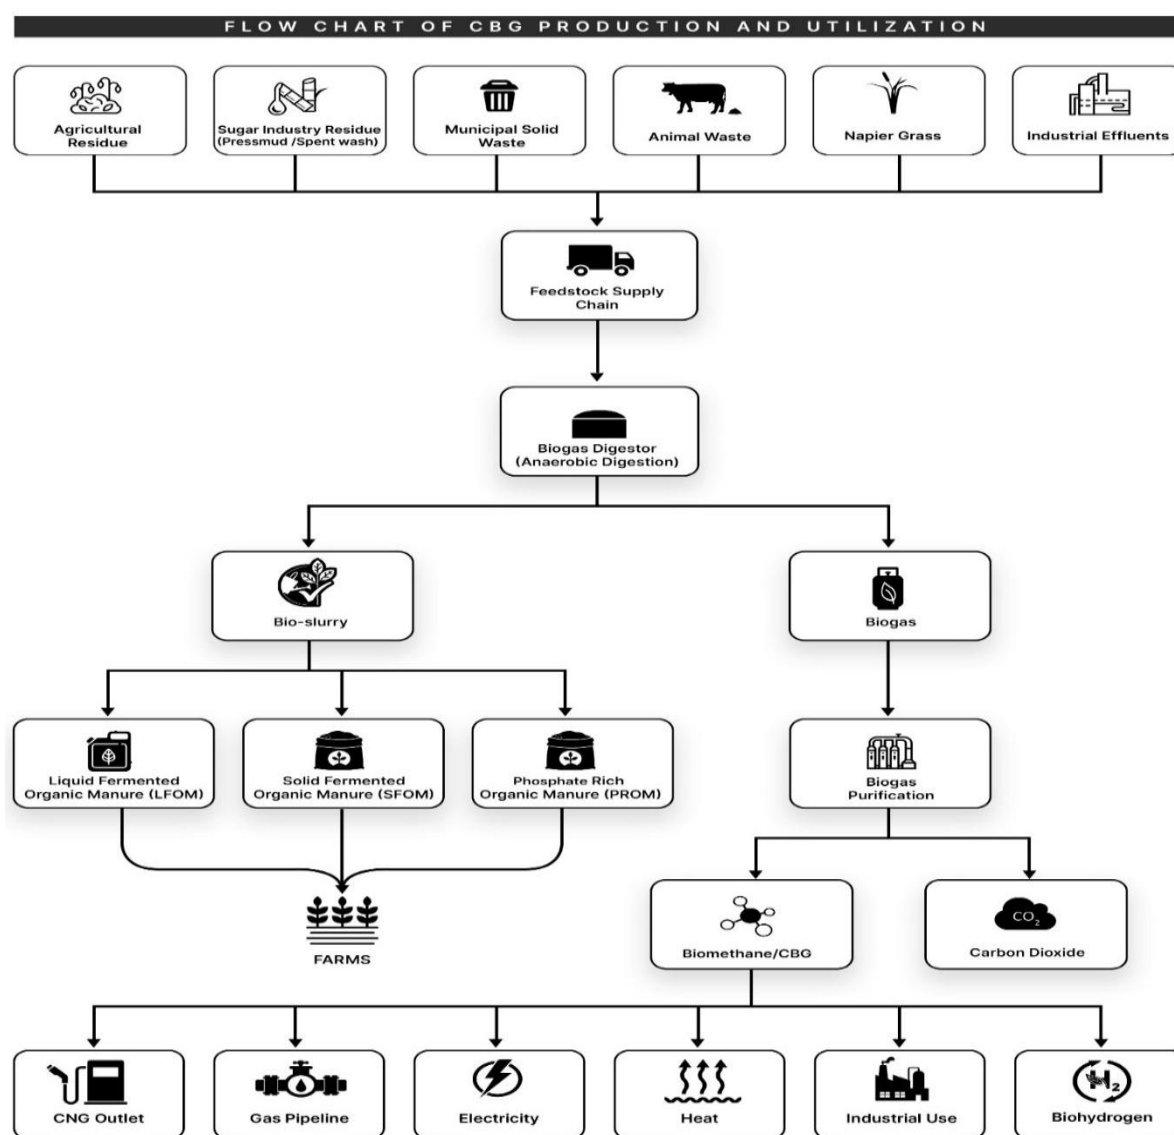 FLOW CHART OF CBG PRODUCTION AND UTILIZATION
Agricultural
Residue
Sugar Industry Residue
(Pressmud /Spent wash)
Municipal Solid
Waste
Animal Waste
Napier Grass
Industrial Effluents
Feedstock Supply
Chain
Biogas Digestor
(Anaerobic Digestion)
Bio-slurry
Biogas
Liquid Fermented
Organic Manure (LFOM)
Solid Fermented
Organic Manure (SFOM)
Phosphate Rich
Organic Manure (PROM)
Biogas
Purification
FARMS
Biomethane/CBG
CO2
Carbon Dioxide
CNG Outlet
Gas Pipeline
Electricity
Heat
Industrial Use
H2
Biohydrogen